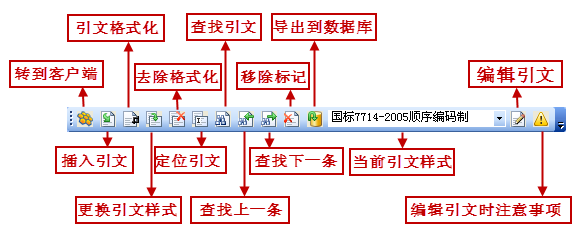 引文格式化
查找引文
导出到数据库
转到客户端
去除格式化
移除标记
编辑引文
国标7714-2005顺序编码制
插入引文
定位引文
查找下一条
当前引文样式
更换引文样式
查找上一条
编辑引文时注意事项